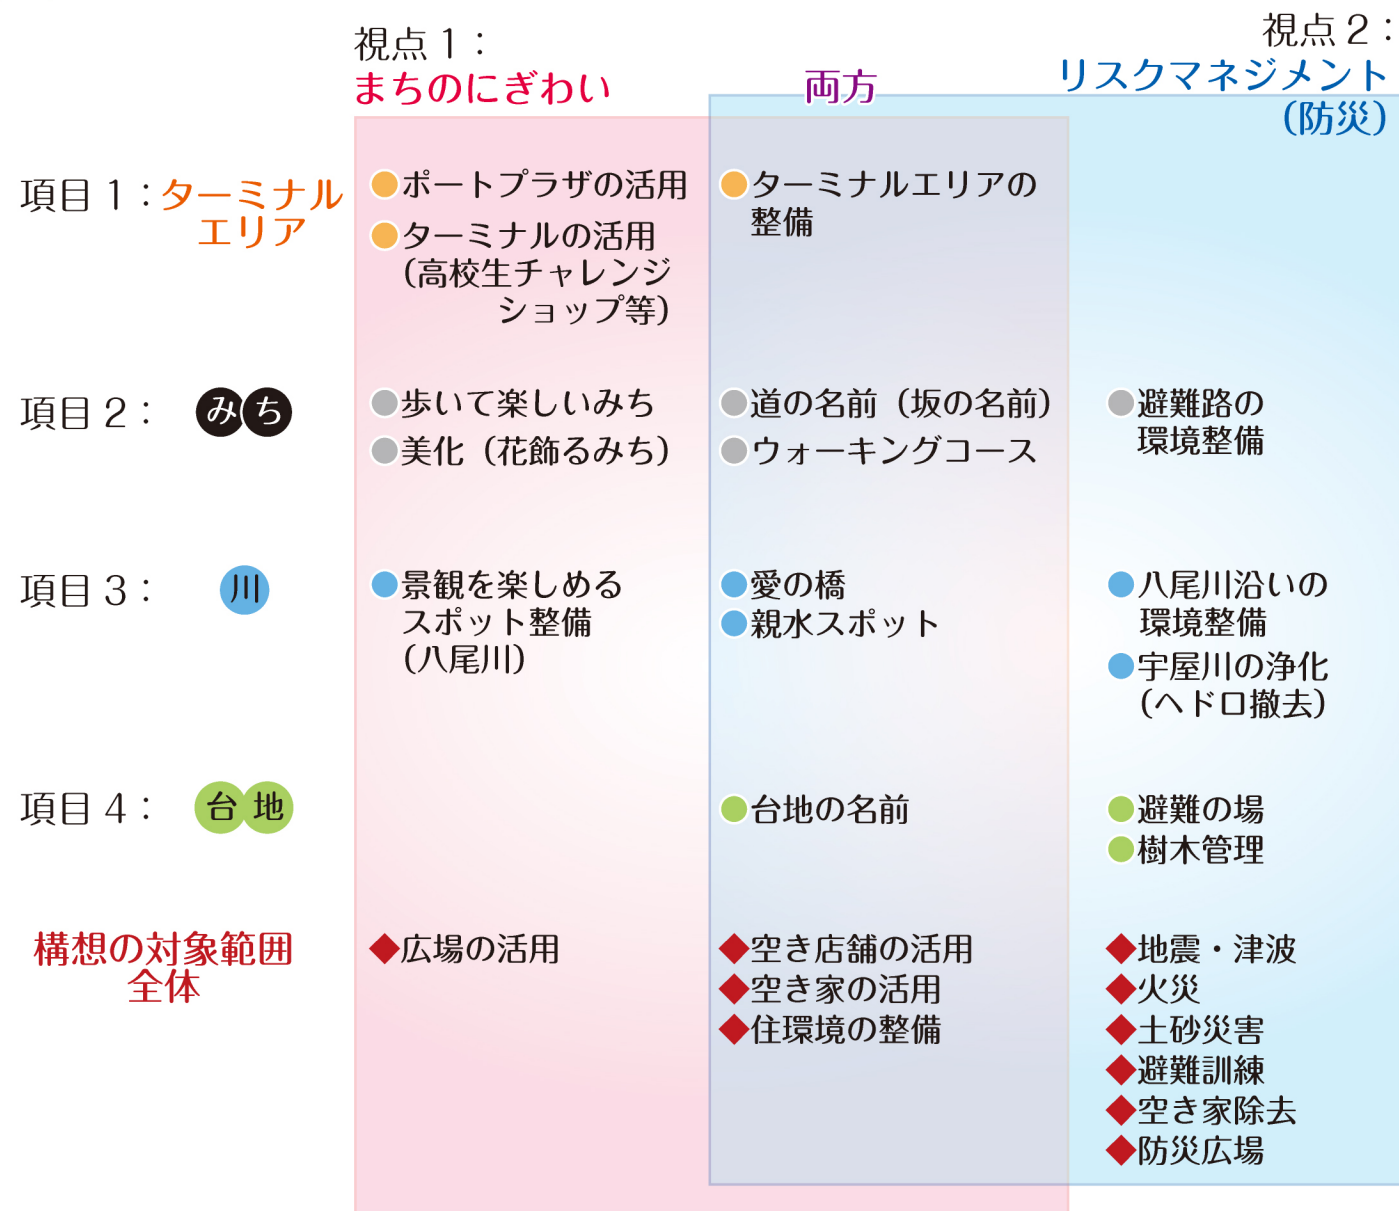 視点1：
まちのにぎわい
両方
視点2：
リスクマネジメント
（防災）
項目1：ターミナル
エリア
●ポートプラザの活用
●ターミナルの活用
（高校生チャレンジ
ショップ等）
●ターミナルエリアの
整備
項目2：みち
●歩いて楽しいみち
●美化（花飾るみち）
●道の名前（坂の名前）
●ウォーキングコース
●避難路の
環境整備
項目3：川
●景観を楽しめる
スポット整備
（八尾川）
●愛の橋
●親水スポット
●八尾川沿いの
環境整備
●宇屋川の浄化
（ヘドロ撤去）
項目4：台地
●台地の名前
●避難の場
●樹木管理
構想の対象範囲
全体
◆広場の活用
◆空き店舗の活用
◆空き家の活用
◆住環境の整備
◆地震・津波
◆火災
◆土砂災害
◆避難訓練
◆空き家除去
◆防災広場